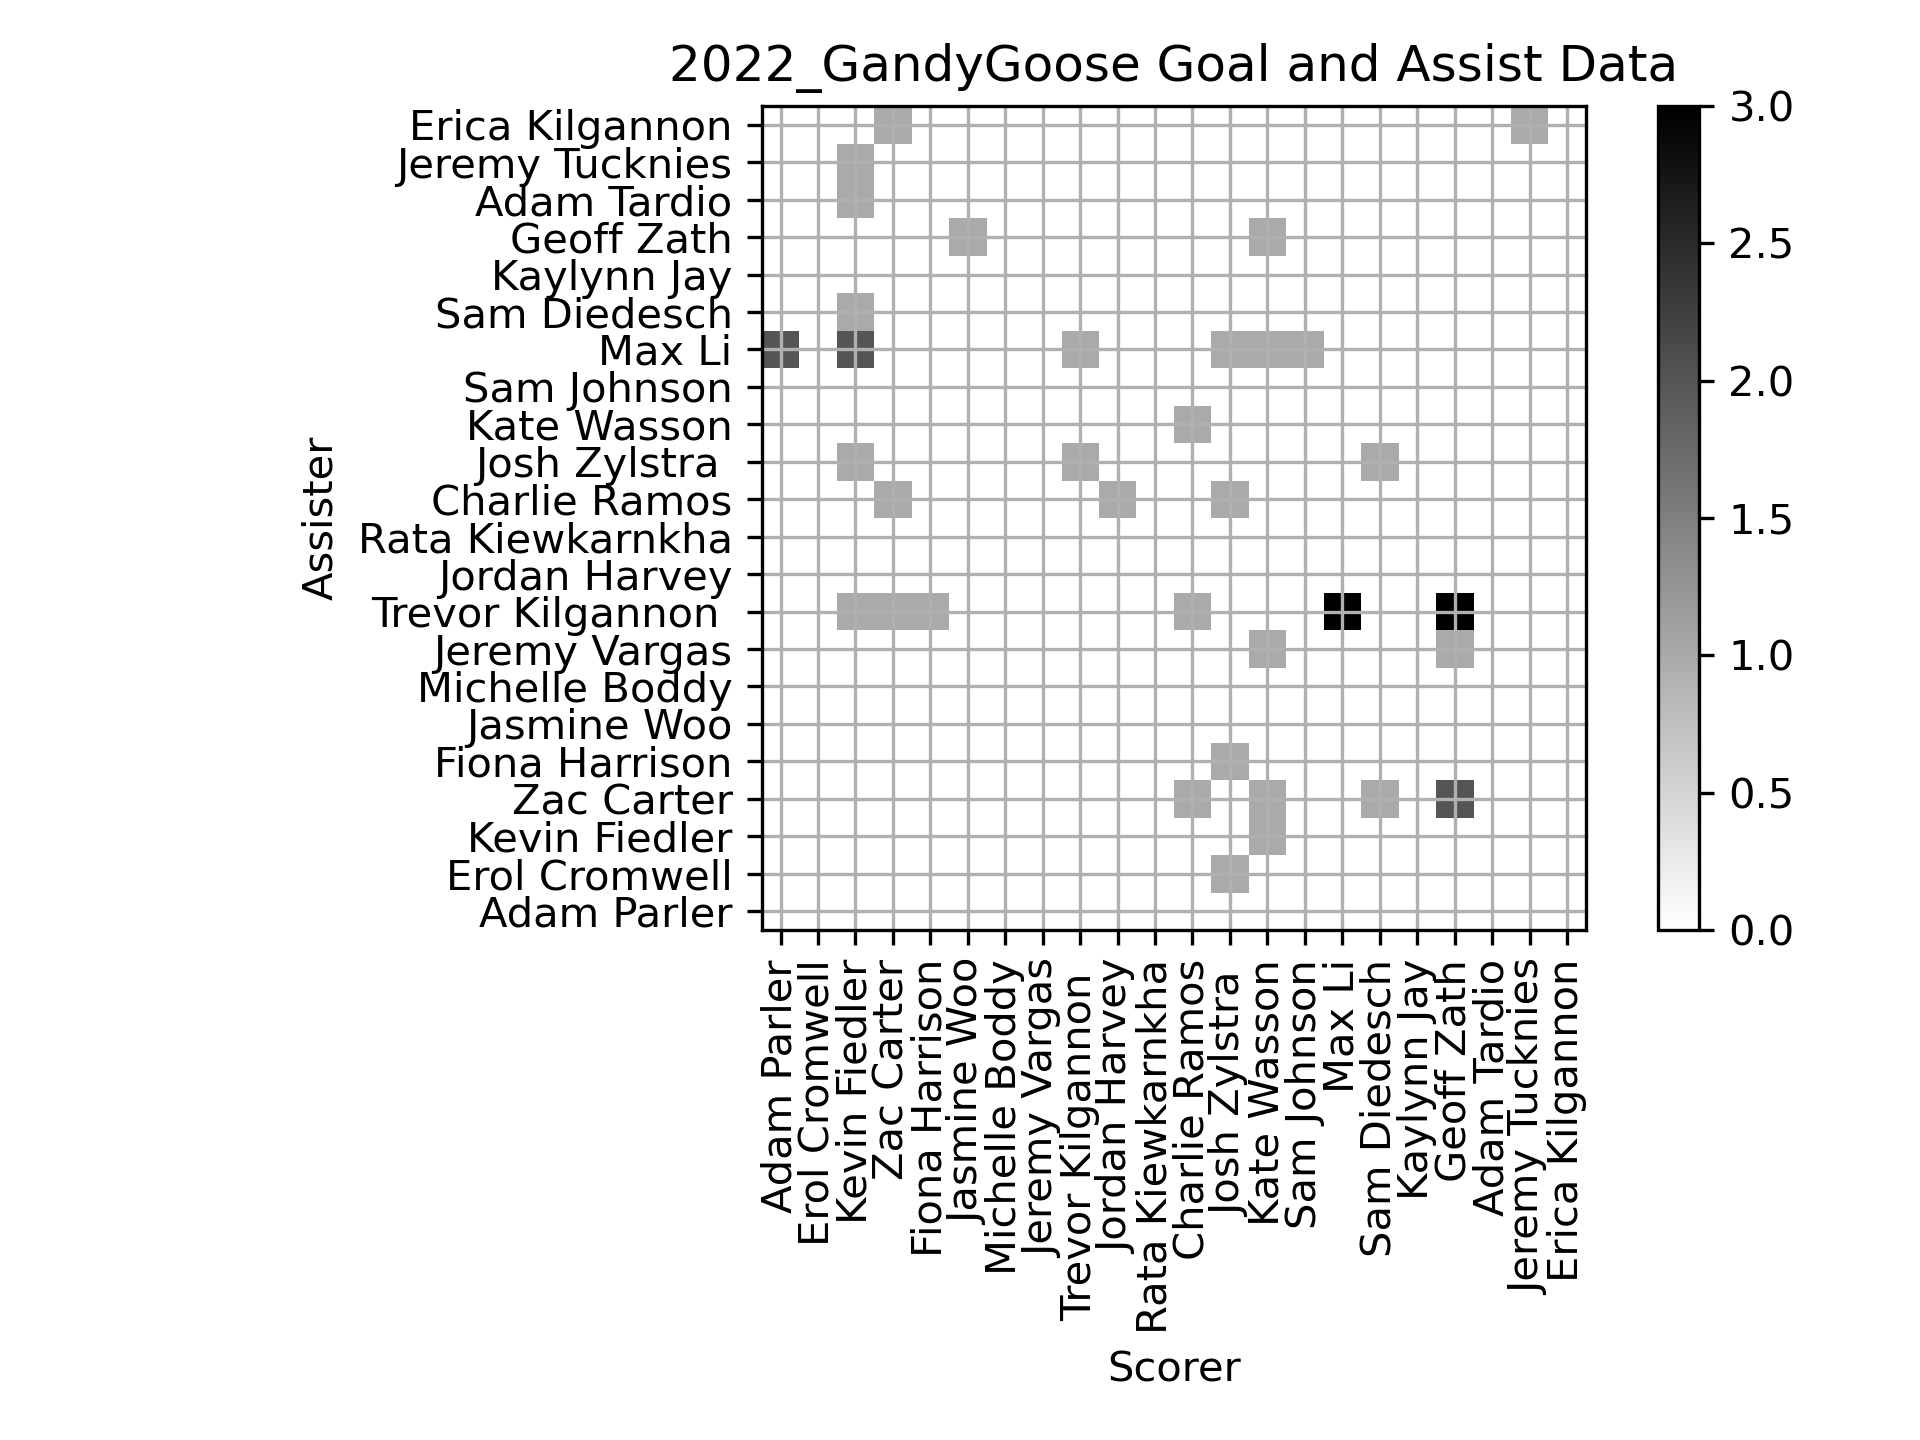 2022_GandyGoose Goal and Assist Data
Assister
Erica Kilgannon
Jeremy Tucknies
Adam Tardio
Geoff Zath
Kaylynn Jay
Sam Diedesch
Max Li
Sam Johnson
Kate Wasson
Josh Zylstra
Charlie Ramos
Rata Kiewkarnkha
Jordan Harvey
Trevor Kilgannon
Jeremy Vargas
Michelle Boddy
Jasmine Woo
Fiona Harrison
Zac Carter
Kevin Fiedler
Erol Cromwell
Adam Parler
3.0
2.5
2.0
1.5
1.0
0.5
0.0
Adam Parler
Erol Cromwell
Kevin Fiedler
Zac Carter
Fiona Harrison
Jasmine Woo
Michelle Boddy
Jeremy Vargas
Trevor Kilgannon
Jordan Harvey
Rata Kiewkarnkha
Charlie Ramos
Josh Zylstra
Kate Wasson
Sam Johnson
Max Li
Sam Diedesch
Kaylynn Jay
Geoff Zath
Adam Tardio
Jeremy Tucknies
Erica Kilgannon
Scorer